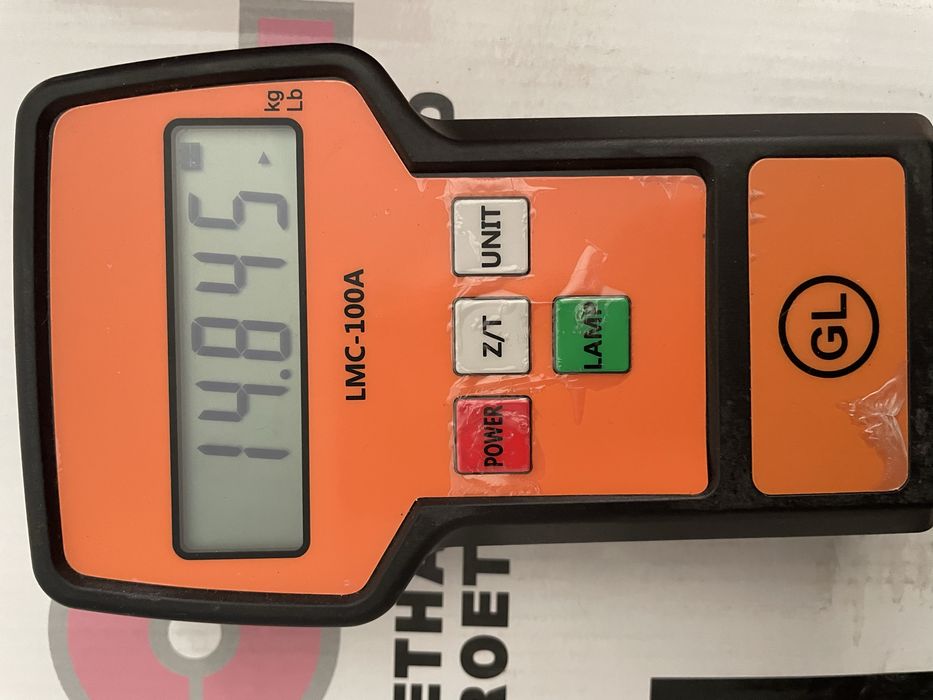 kg
Lb
14.845
LMC-100A
POWER
Z/T
UNIT
LAMP
GL
ETHA
ROET